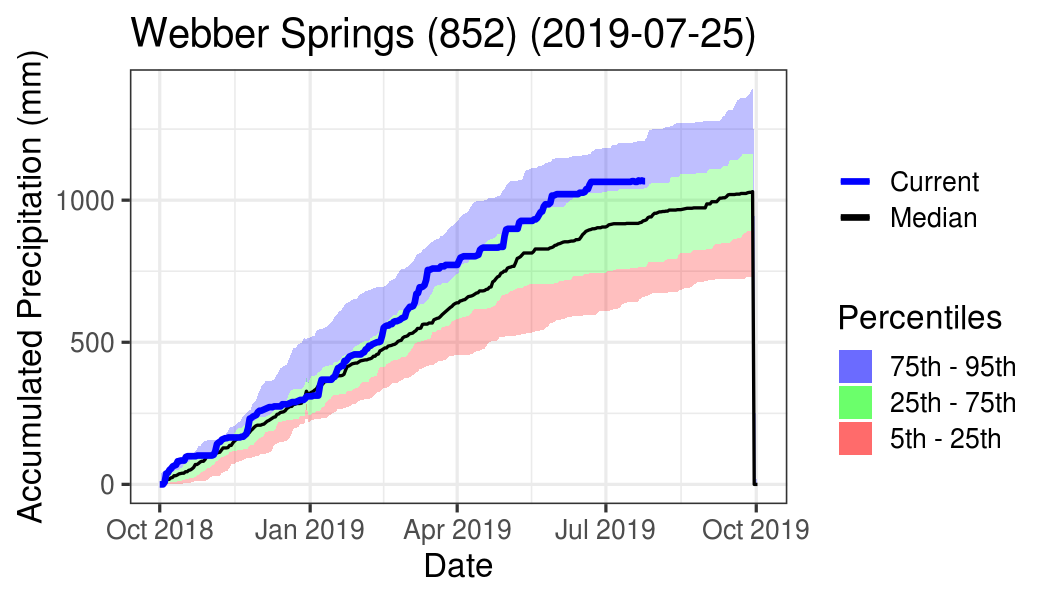 Webber Springs (852) (2019-07-25)
Accumulated Precipitation (mm)
1000
500
0
Oct 2018
Jan 2019
Apr 2019
Jul 2019
Oct 2019
Date
Current
Median
Percentiles
75th - 95th
25th - 75th
5th - 25th